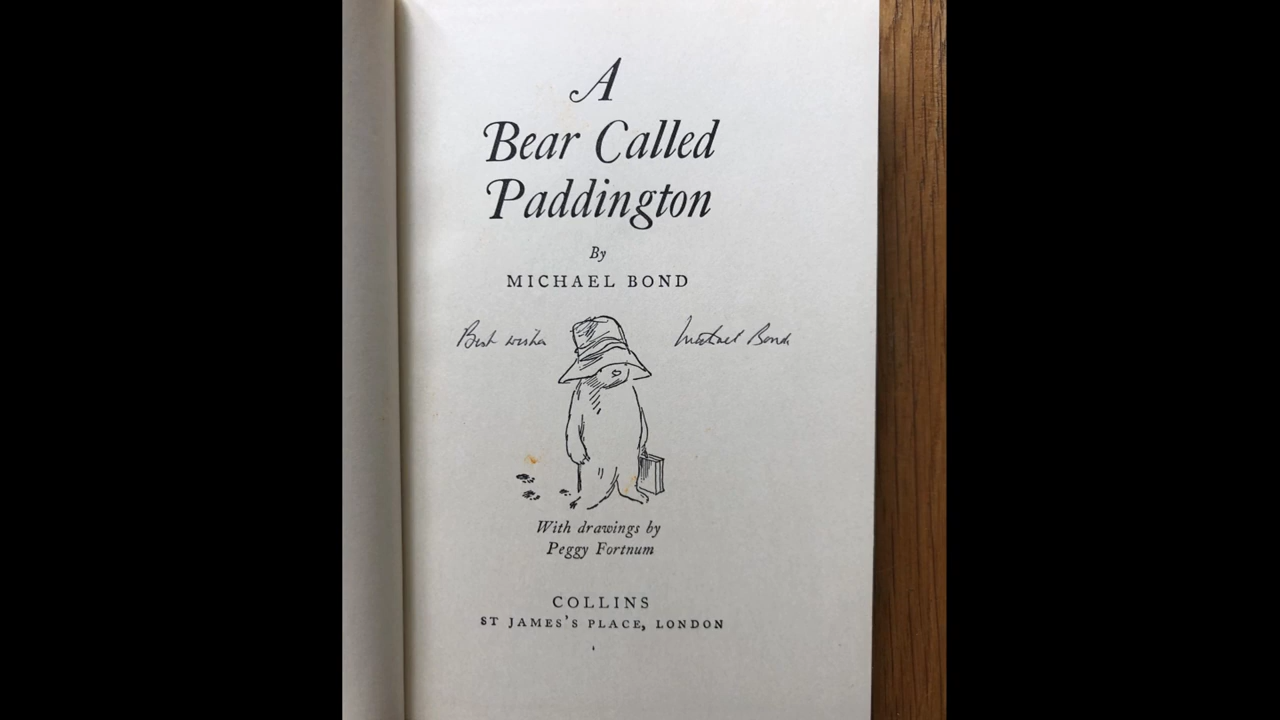 A
Bear Called
Paddington
By
MICHAEL BOND
Best wishes Michael Bond
With drawings by
Peggy Fortnum
COLLINS
ST JAMES'S PLACE, LONDON